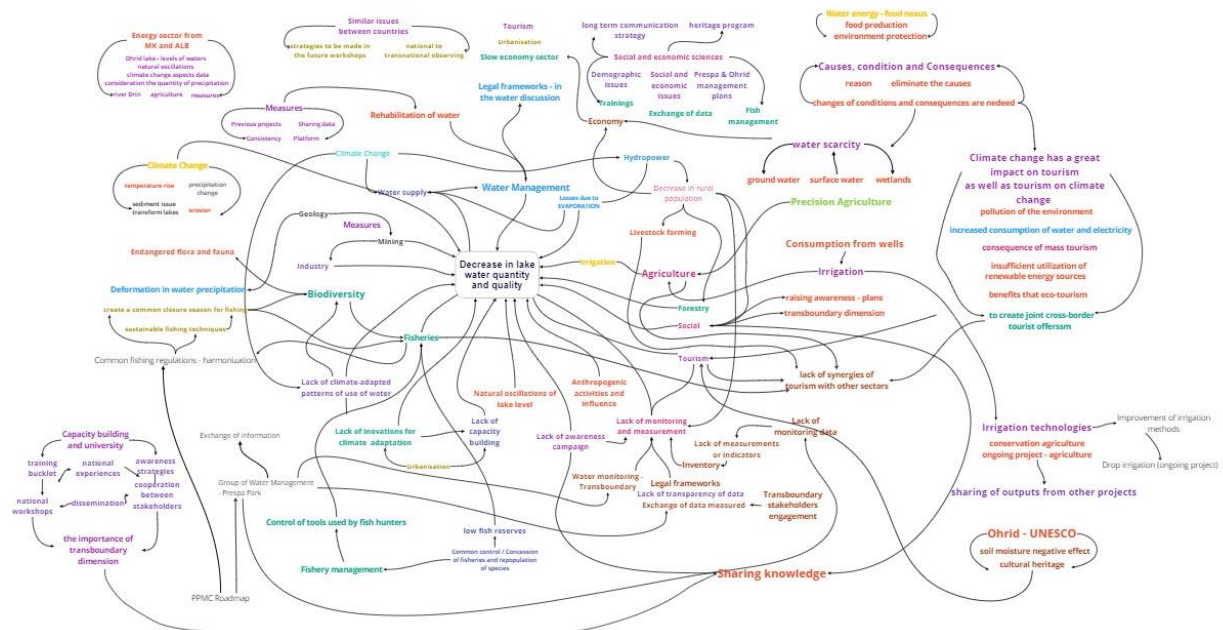 Energy sector from
MK and ALB
Ohrid lake - levels of waters
natural oscillations
climate change aspects data
consideration the quantity of precipitation
river Drin agriculture measures
Similar issues
between countries
strategies to be made in
the future workshops
national to
transnational observing
Tourism
Urbanisation
Slow economy sector
long term communication
strategy
heritage program
Social and economic sciences
Demographic
issues
Social and
economic
issues
Prespa & Ohrid
management
plans
Trainings
Exchange of data
Fish
management
Economy
Water energy - food nexus
food production
environment protection
Causes, condition and Consequences
reason eliminate the causes
changes of conditions and consequences are nedeed
Measures
Previous projects Sharing data
Consistency Platform
Rehabilitation of water
Legal frameworks - in
the water discussion
Climate Change
temperature rise
precipitation
change
sediment issue
transform lakes
erosion
Climate Change
Water supply
Water Management
Losses due to
EVAPORATION
Hydropower
Decrease in rural
population
water scarcity
ground water surface water wetlands
Precision Agriculture
Climate change has a great
impact on tourism
as well as tourism on climate
change
pollution of the environment
increased consumption of water and electricity
consequence of mass tourism
insufficient utilization of
renewable energy sources
benefits that eco-tourism
to create joint cross-border
tourist offerssm
Geology
Measures
Mining
Industry
Endangered flora and fauna
Deformation in water precipitation
Biodiversity
create a common closure season for fishing
sustainable fishing techniques
Common fishing regulations - harmonization
Decrease in lake
water quantity
and quality
Livestock forming
Irrigation
Agriculture
Forestry
Social
Tourism
Consumption from wells
Irrigation
raising awareness - plans
transboundary dimension
lack of synergies of
tourism with other sectors
Fisheries
Lack of climate-adapted
patterns of use of water
Natural oscillations of
lake level
Anthropogenic
activities and
influence
Lack of inovations for
climate adaptation
Lack of
capacity
building
Urbanisation
Lack of awareness
campaign
Lack of monitoring
and measurement
Lack of
monitoring data
Lack of measurements
or indicators
Inventory
Water monitoring -
Transboundary
Legal frameworks
Lack of transparency of data
Exchange of data measured
Transboundary
stakeholders
engagement
Irrigation technologies
conservation agriculture
ongoing project - agriculture
Improvement of irrigation
methods
Drop irrigation (ongoing project)
sharing of outputs from other projects
Capacity building
and university
training
bucklet
national
experiences
awareness
strategies
national
workshops
dissemination
cooperation
between
stakeholders
the importance of
transboundary
dimension
Exchange of information
Group of Water Management
- Prespa Park
Control of tools used by fish hunters
low fish reserves
Common control / Concession
of fisheries and repopulation
of species
Fishery management
PPMC Roadmap
Sharing knowledge
Ohrid - UNESCO
soil moisture negative effect
cultural heritage